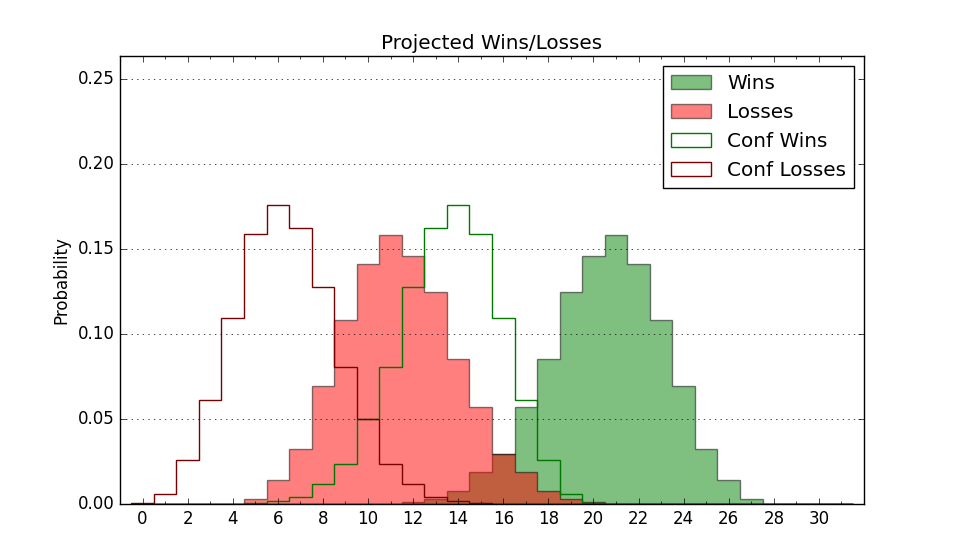 Projected Wins/Losses
Wins
Losses
Conf Wins
Conf Losses
Probability
0.25
0.20
0.15
0.10
0.05
0.00
0 2 4 6 8 10 12 14 16 18 20 22 24 26 28 30